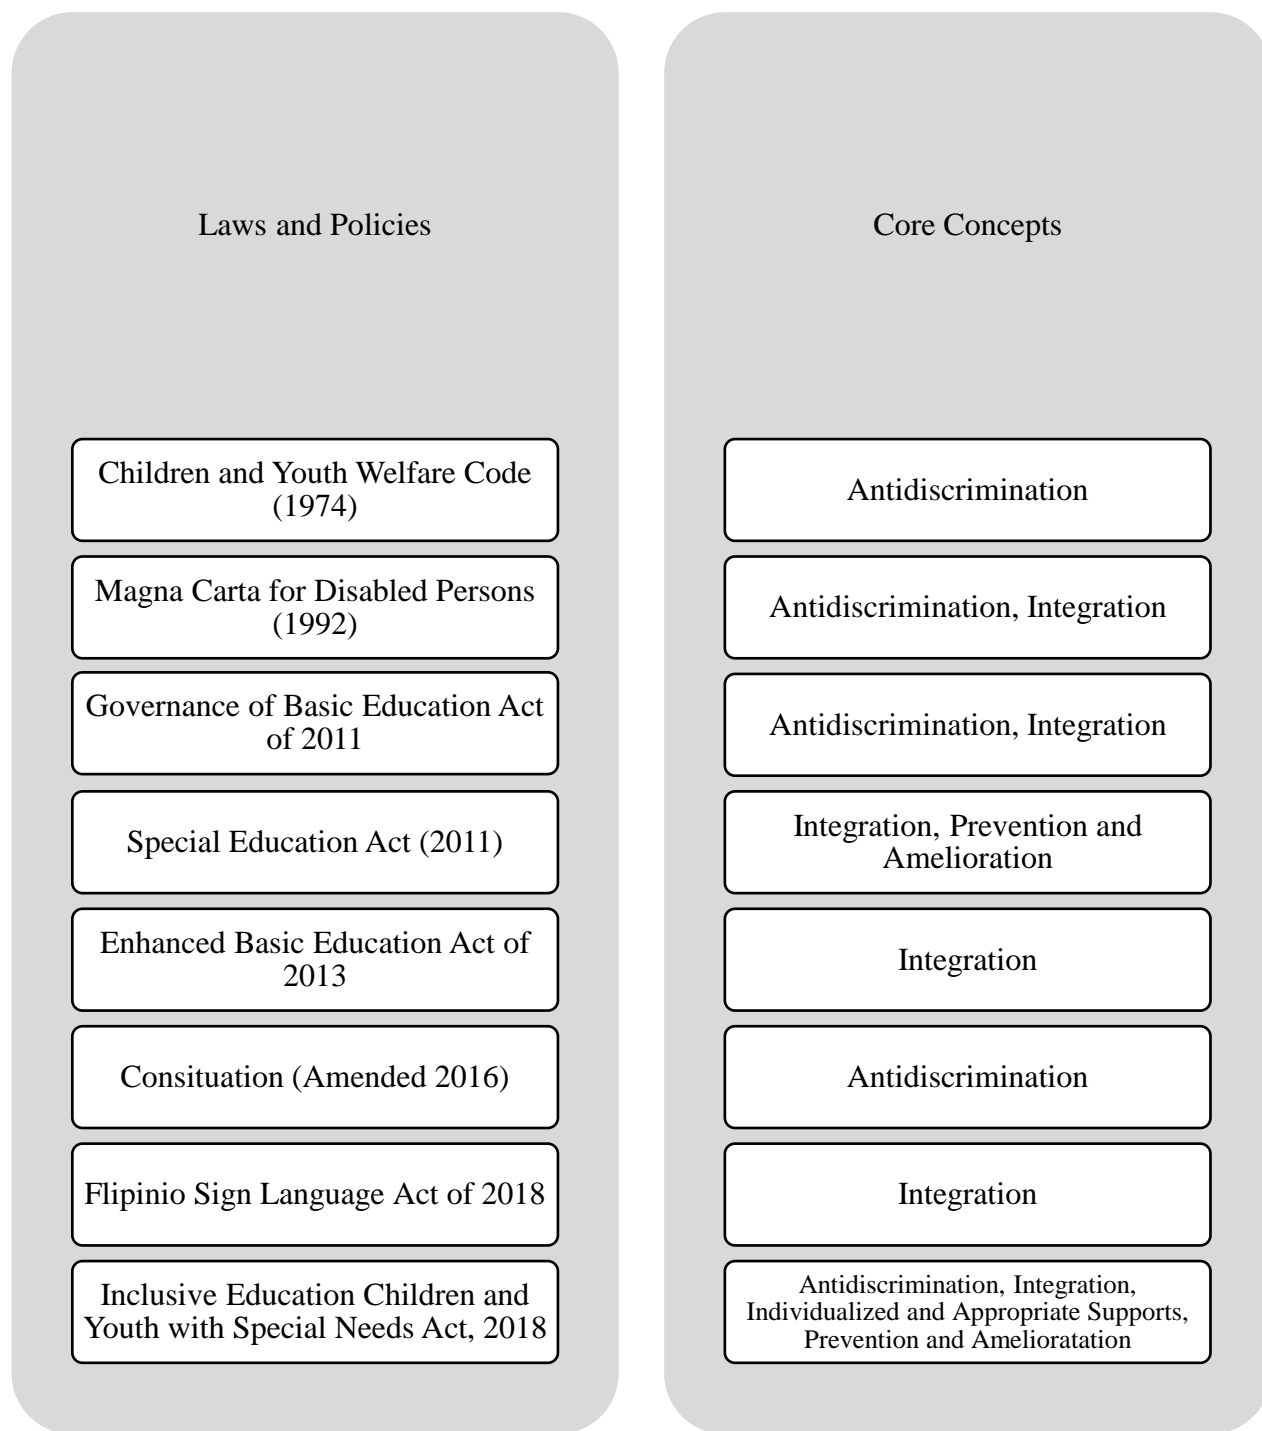 Laws and Policies
Children and Youth Welfare Code
(1974)
Magna Carta for Disabled Persons
(1992)
Governance of Basic Education Act
of 2011
Special Education Act (2011)
Enhanced Basic Education Act of
2013
Consituation (Amended 2016)
Flipinio Sign Language Act of 2018
Inclusive Education Children and
Youth with Special Needs Act, 2018
Core Concepts
Antidiscrimination
Antidiscrimination, Integration
Antidiscrimination, Integration
Integration, Prevention and
Amelioration
Integration
Antidiscrimination
Integration
Antidiscrimination, Integration,
Individualized and Appropriate Supports,
Prevention and Amelioratation